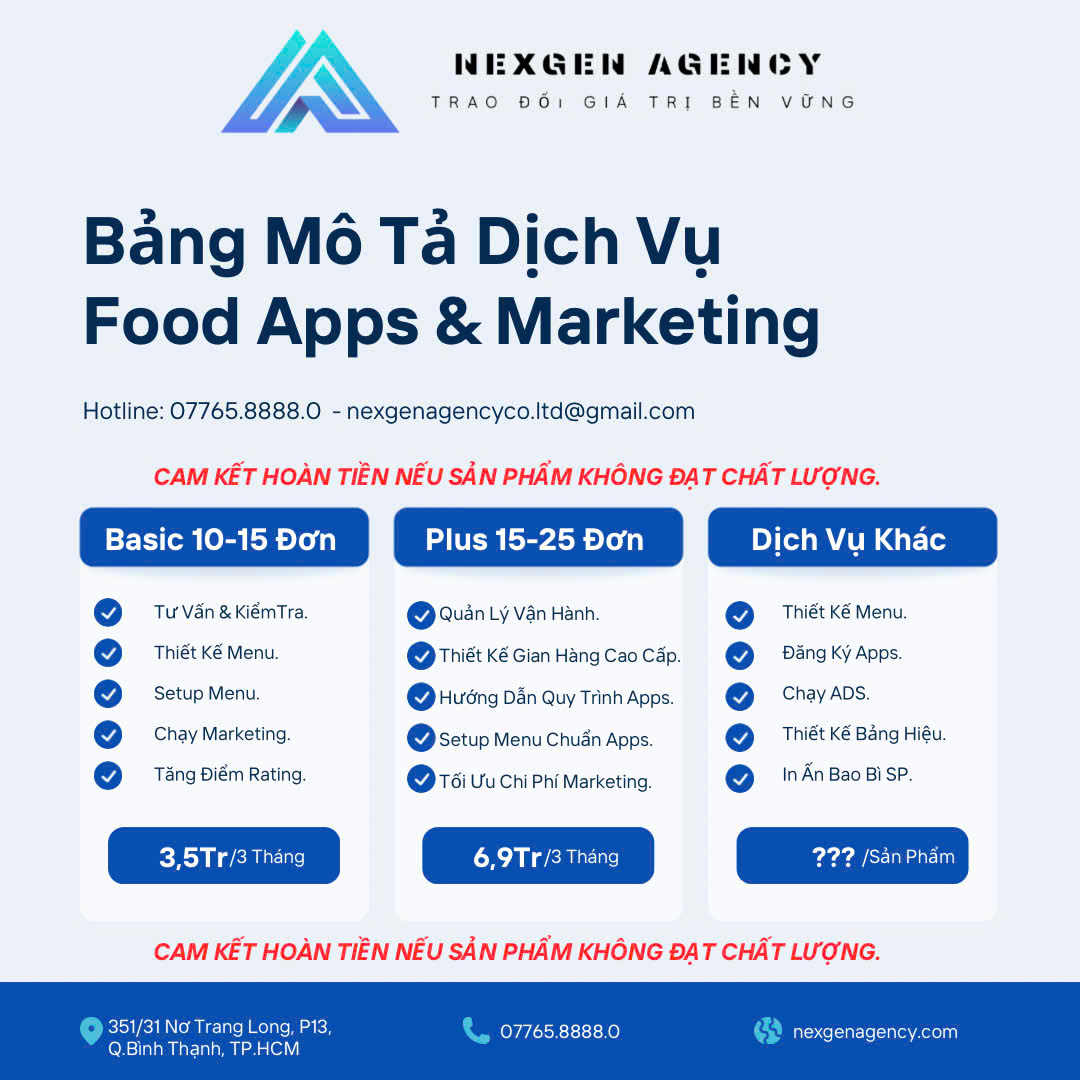 NEXGEN AGENCY
TRAO ĐỔI GIÁ TRỊ BỀN VỮNG
Bảng Mô Tả Dịch Vụ
Food Apps & Marketing
Hotline: 07765.8888.0 - nexgenagencyco.ltd@gmail.com
CAM KẾT HOÀN TIỀN NẾU SẢN PHẨM KHÔNG ĐẠT CHẤT LƯỢNG.
Basic 10-15 Đơn
Tư Vấn & KiểmTra.
Thiết Kế Menu.
Setup Menu.
Chạy Marketing.
Tăng Điểm Rating.
3,5Tr/3 Tháng
Plus 15-25 Đơn
Quản Lý Vận Hành.
Thiết Kế Gian Hàng Cao Cấp.
Hướng Dẫn Quy Trình Apps.
Setup Menu Chuẩn Apps.
Tối Ưu Chi Phí Marketing.
6,9Tr/3 Tháng
Dịch Vụ Khác
Thiết Kế Menu.
Đăng Ký Apps.
Chạy ADS.
Thiết Kế Bảng Hiệu.
In Ấn Bao Bì SP.
??? /Sản Phẩm
CAM KẾT HOÀN TIỀN NẾU SẢN PHẨM KHÔNG ĐẠT CHẤT LƯỢNG.
351/31 Nơ Trang Long, P13,
Q.Bình Thạnh, TP.HCM
07765.8888.0
nexgenagency.com